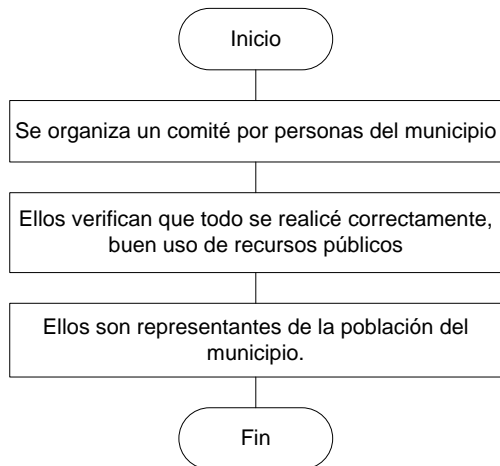 Inicio
Se organiza un comité por personas del municipio
Ellos verifican que todo se realicé correctamente,
buen uso de recursos públicos
Ellos son representantes de la población del
municipio.
Fin